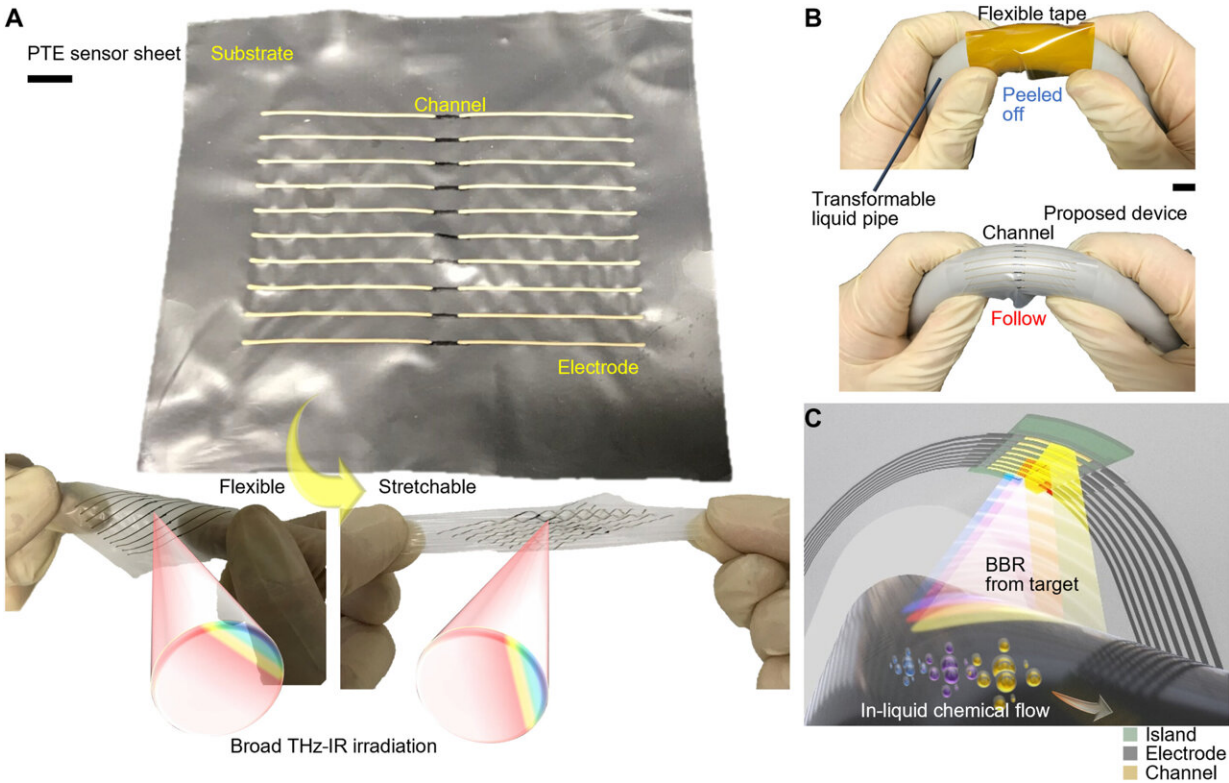 A
PTE sensor sheet
Substrate
Channel
Electrode
Flexible
Stretchable
Broad THz-IR irradiation
B
Flexible tape
Peeled
off
Transformable
liquid pipe
Proposed device
Channel
Follow
C
BBR
from target
In-liquid chemical flow
Island
Electrode
Channel